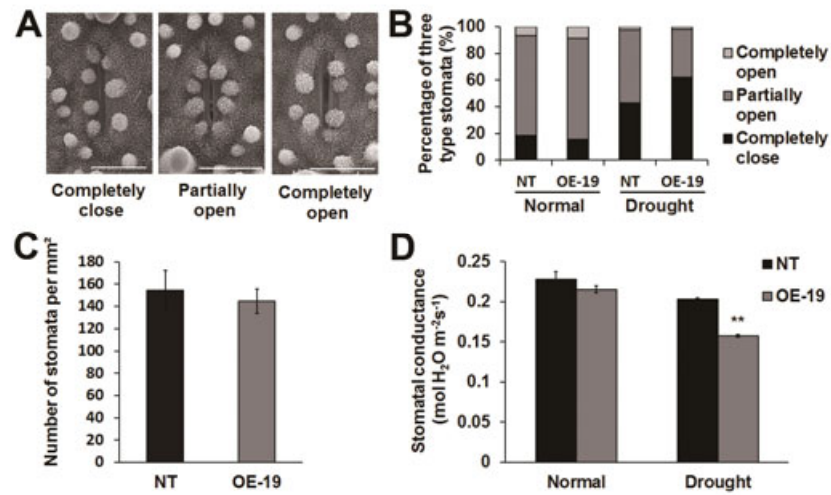 A
Completely
close
Partially
open
Completely
open
B
Percentage of three
type stomata (%)
100
80
60
40
20
0
NT
OE-19
NT
OE-19
Normal
Drought
Completely
open
Partially
open
Completely
close
C
Number of stomata per mm²
180
160
140
120
100
80
60
40
20
0
NT
OE-19
D
Stomatal conductance
(mol H₂O m⁻²s⁻¹)
0.25
0.2
0.15
0.1
0.05
0
**
Normal
Drought
NT
OE-19